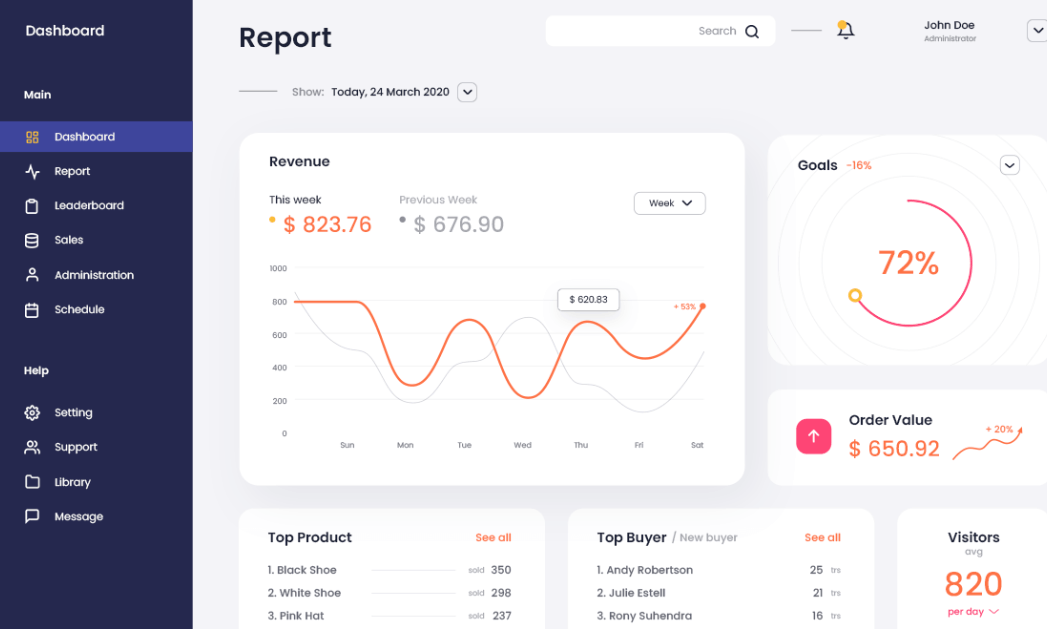 Dashboard
Main
Dashboard
Report
Leaderboard
Sales
Administration
Schedule
Help
Setting
Support
Library
Message
Report
Search
John Doe
Administrator
Show: Today, 24 March 2020
Revenue
This week
$ 823.76
Previous Week
$ 676.90
Week
1000
800
600
400
200
0
$ 620.83
+ 53%
Sun Mon Tue Wed Thu Fri Sat
Goals -16%
72%
Order Value
$ 650.92
+ 20%
Top Product See all
1. Black Shoe sold 350
2. White Shoe sold 298
3. Pink Hat sold 237
Top Buyer / New buyer See all
1. Andy Robertson 25 trs
2. Julie Estell 21 trs
3. Rony Suhendra 16 trs
Visitors
avg
820
per day